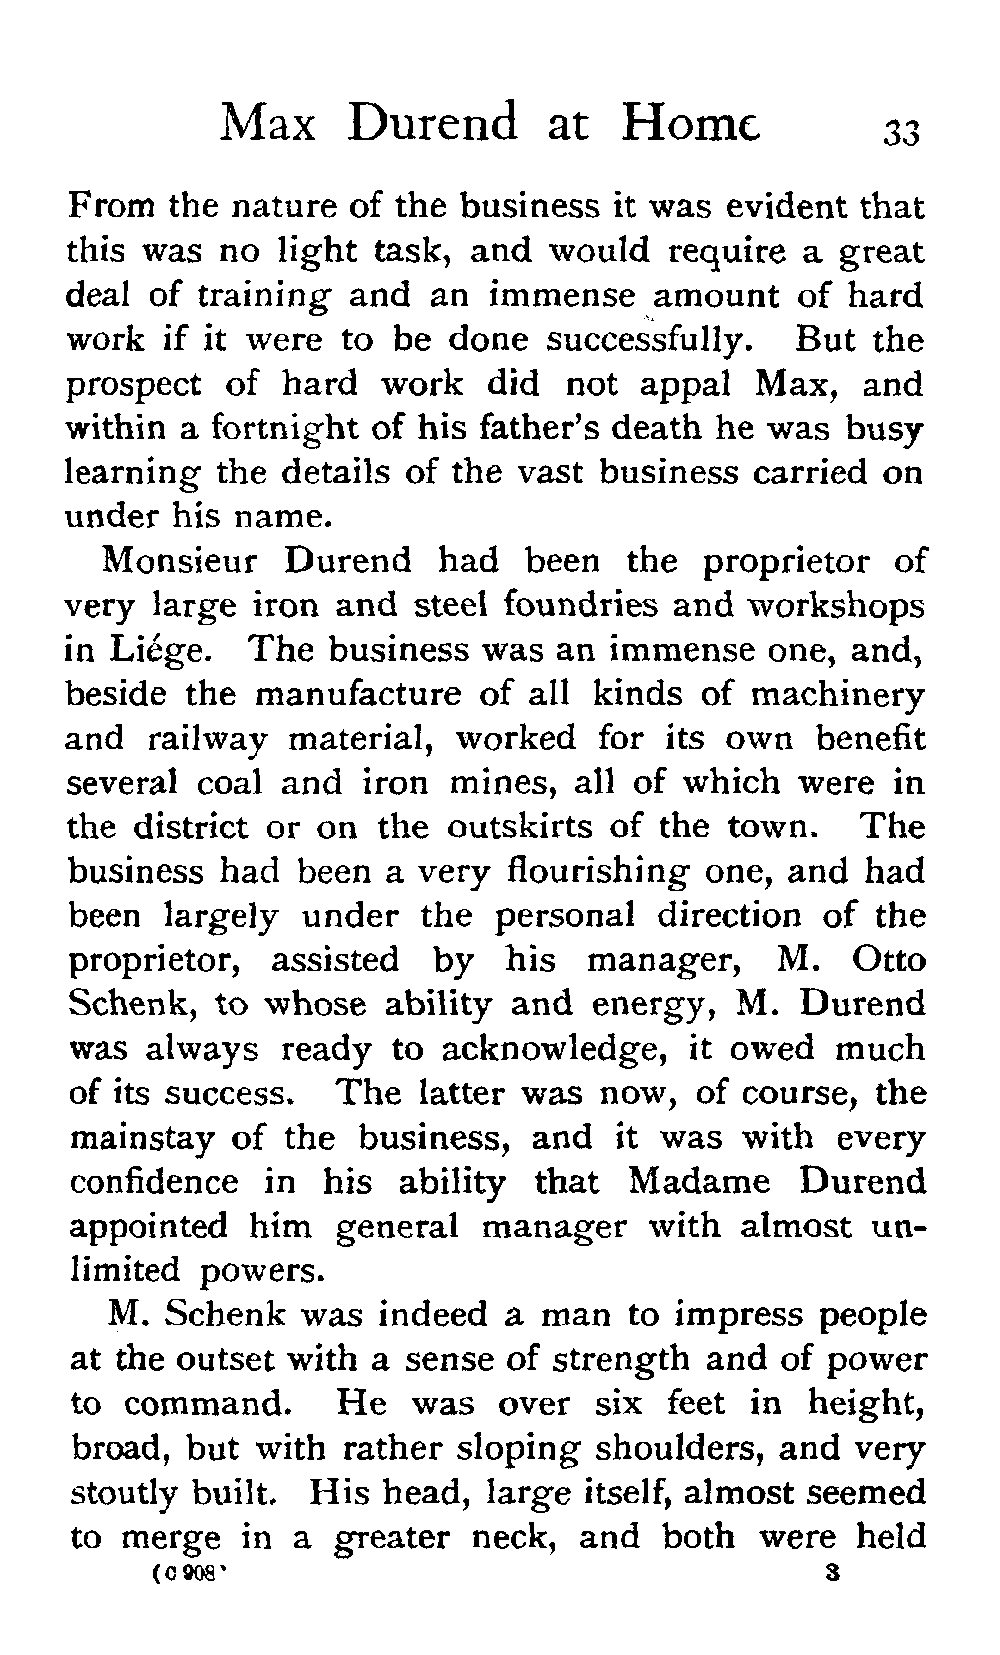 Max Durend at Home 33
From the nature of the business it was evident that
this was no light task, and would require a great
deal of training and an immense amount of hard
work if it were to be done successfully. But the
prospect of hard work did not appal Max, and
within a fortnight of his father's death he was busy
learning the details of the vast business carried on
under his name.
Monsieur Durend had been the proprietor of
very large iron and steel foundries and workshops
in Liége. The business was an immense one, and,
beside the manufacture of all kinds of machinery
and railway material, worked for its own benefit
several coal and iron mines, all of which were in
the district or on the outskirts of the town. The
business had been a very flourishing one, and had
been largely under the personal direction of the
proprietor, assisted by his manager, M. Otto
Schenk, to whose ability and energy, M. Durend
was always ready to acknowledge, it owed much
of its success. The latter was now, of course, the
mainstay of the business, and it was with every
confidence in his ability that Madame Durend
appointed him general manager with almost un-
limited powers.
M. Schenk was indeed a man to impress people
at the outset with a sense of strength and of power
to command. He was over six feet in height,
broad, but with rather sloping shoulders, and very
stoutly built. His head, large itself, almost seemed
to merge in a greater neck, and both were held
(C 908' 3